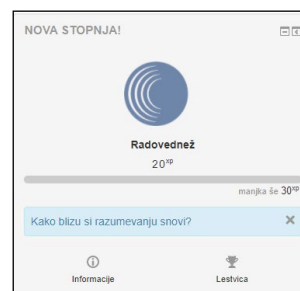 NOVA STOPNJA!
Radovednež
20xp
manjka še 30xp
Kako blizu si razumevanju snovi?
Informacije
Lestvica